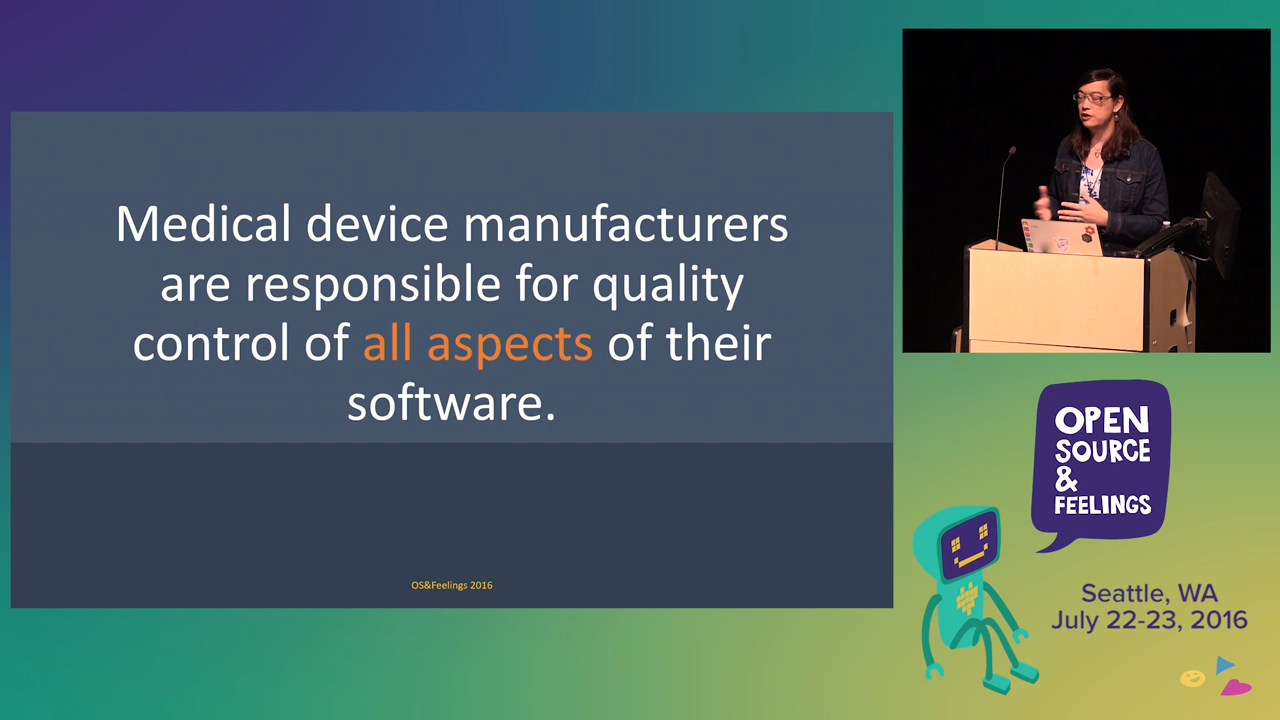 Medical device manufacturers
are responsible for quality
control of all aspects of their
software.
OS&Feelings 2016
OPEN
SOURCE
&
FEELINGS
Seattle, WA
July 22-23, 2016